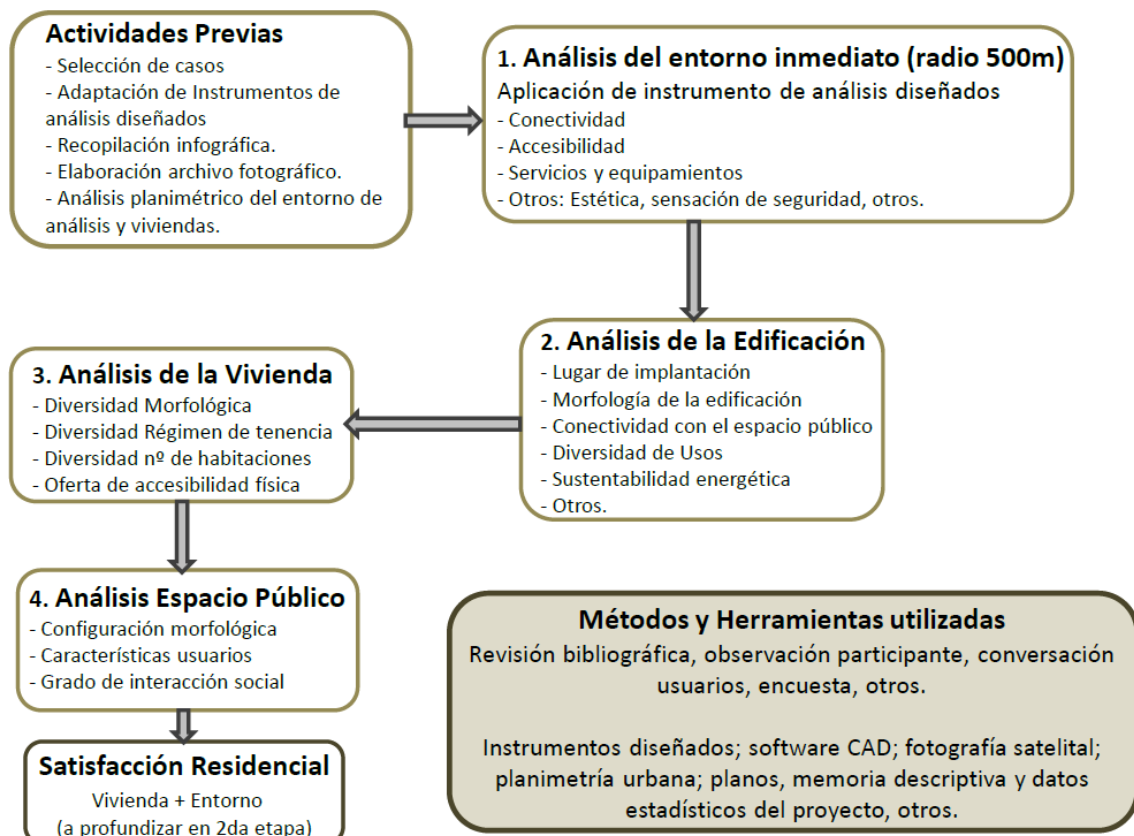 Actividades Previas
- Selección de casos
- Adaptación de Instrumentos de
análisis diseñados
- Recopilación infográfica.
- Elaboración archivo fotográfico.
- Análisis planimétrico del entorno de
análisis y viviendas.
1. Análisis del entorno inmediato (radio 500m)
Aplicación de instrumento de análisis diseñados
- Conectividad
- Accesibilidad
- Servicios y equipamientos
- Otros: Estética, sensación de seguridad, otros.
2. Análisis de la Edificación
- Lugar de implantación
- Morfología de la edificación
- Conectividad con el espacio público
- Diversidad de Usos
- Sustentabilidad energética
- Otros.
3. Análisis de la Vivienda
- Diversidad Morfológica
- Diversidad Régimen de tenencia
- Diversidad nº de habitaciones
- Oferta de accesibilidad física
4. Análisis Espacio Público
- Configuración morfológica
- Características usuarios
- Grado de interacción social
Satisfacción Residencial
Vivienda + Entorno
(a profundizar en 2da etapa)
Métodos y Herramientas utilizadas
Revisión bibliográfica, observación participante, conversación
usuarios, encuesta, otros.
Instrumentos diseñados; software CAD; fotografía satelital;
planimetría urbana; planos, memoria descriptiva y datos
estadísticos del proyecto, otros.